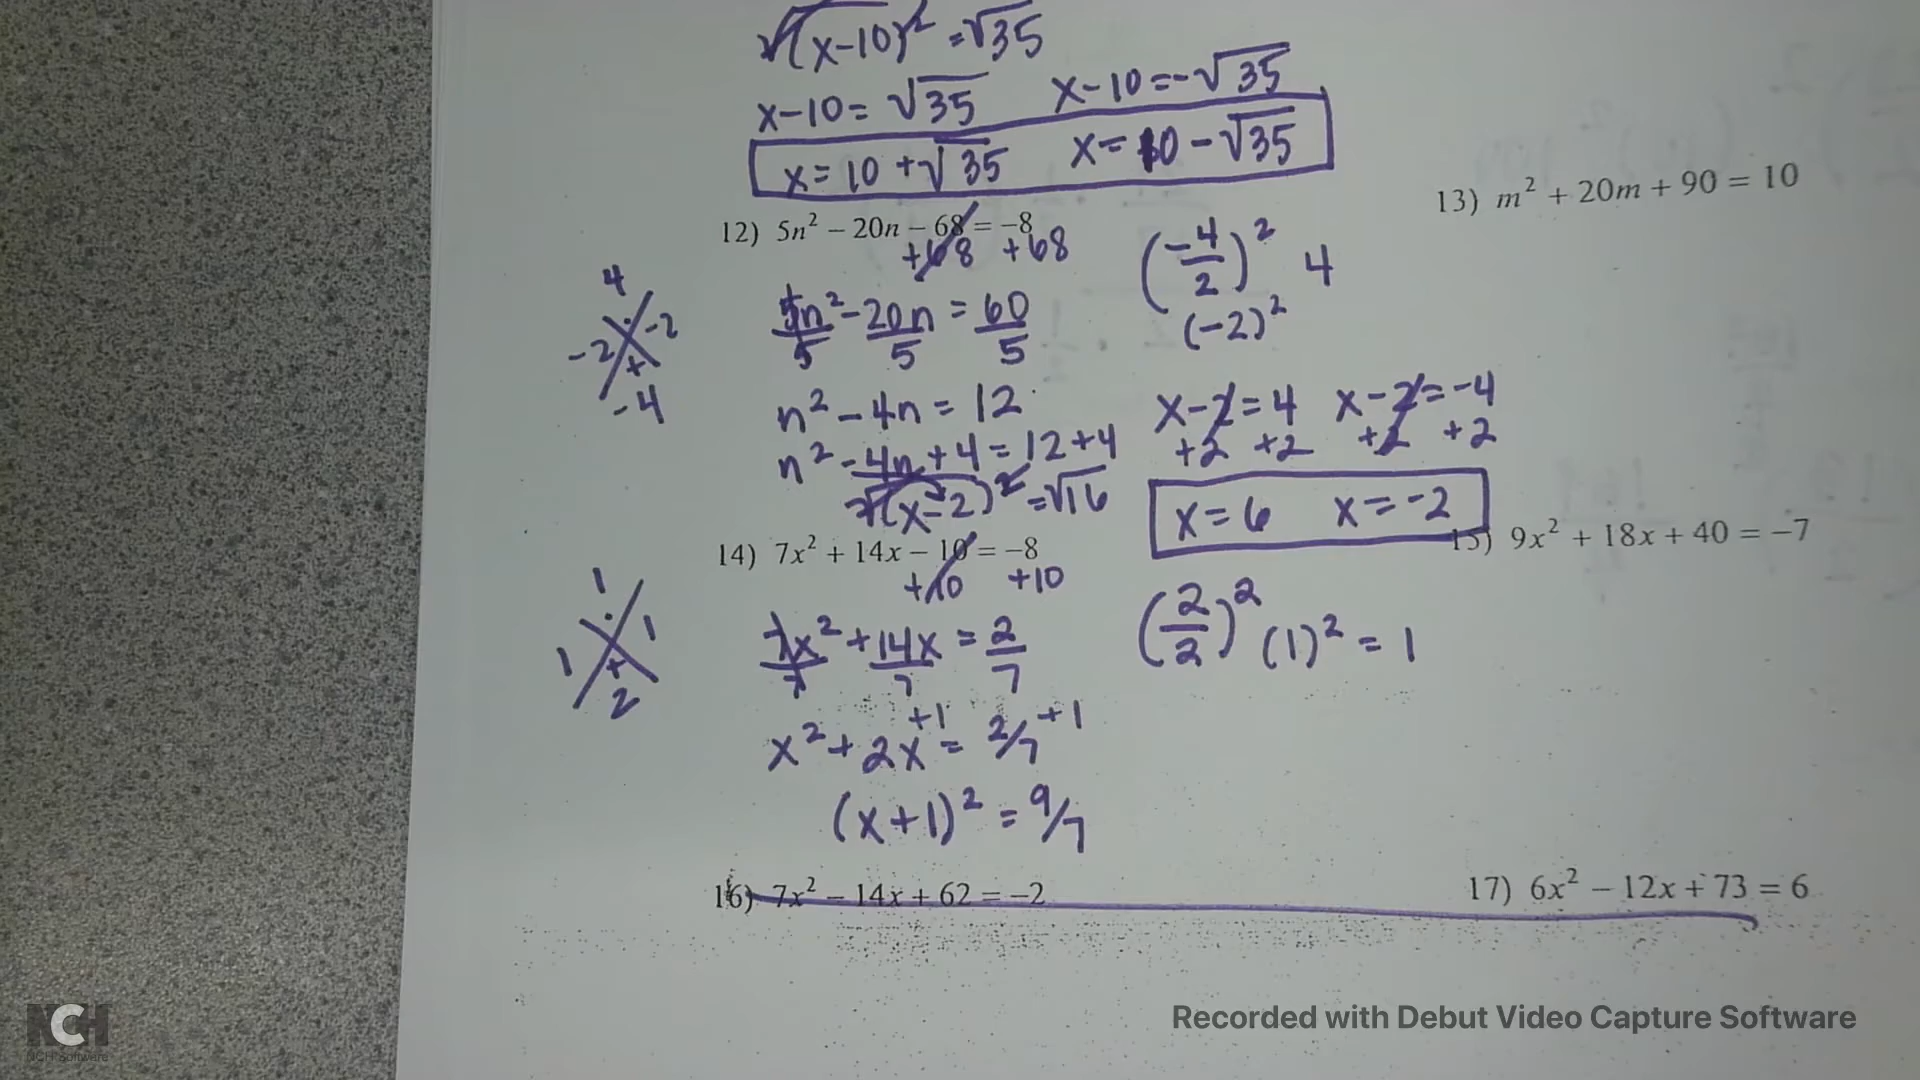 √(x-10)² = √35
x-10 = √35 x-10 = -√35
x = 10 + √35 x = 10 - √35
12) 5n² − 20n − 68 = −8
+68 +68
5n² - 20n = 60
5 5 5
n² - 4n = 12
n² - 4n + 4 = 12 + 4
√(x-2)² = √16
4
-2 · -2
+
-4
(-4/2)² 4
(-2)²
x-2 = 4 x-2 = -4
+2 +2 +2 +2
x = 6 x = -2
13) m² + 20m + 90 = 10
14) 7x² + 14x − 10 = −8
+10 +10
7x² + 14x = 2
7 7 7
x² + 2x +1 = 2/7 +1
(x+1)² = 9/7
1
1 · 1
+
2
(2/2)² (1)² = 1
15) 9x² + 18x + 40 = −7
16) 7x² − 14x + 62 = −2
17) 6x² − 12x + 73 = 6
NCH
NCH Software
Recorded with Debut Video Capture Software